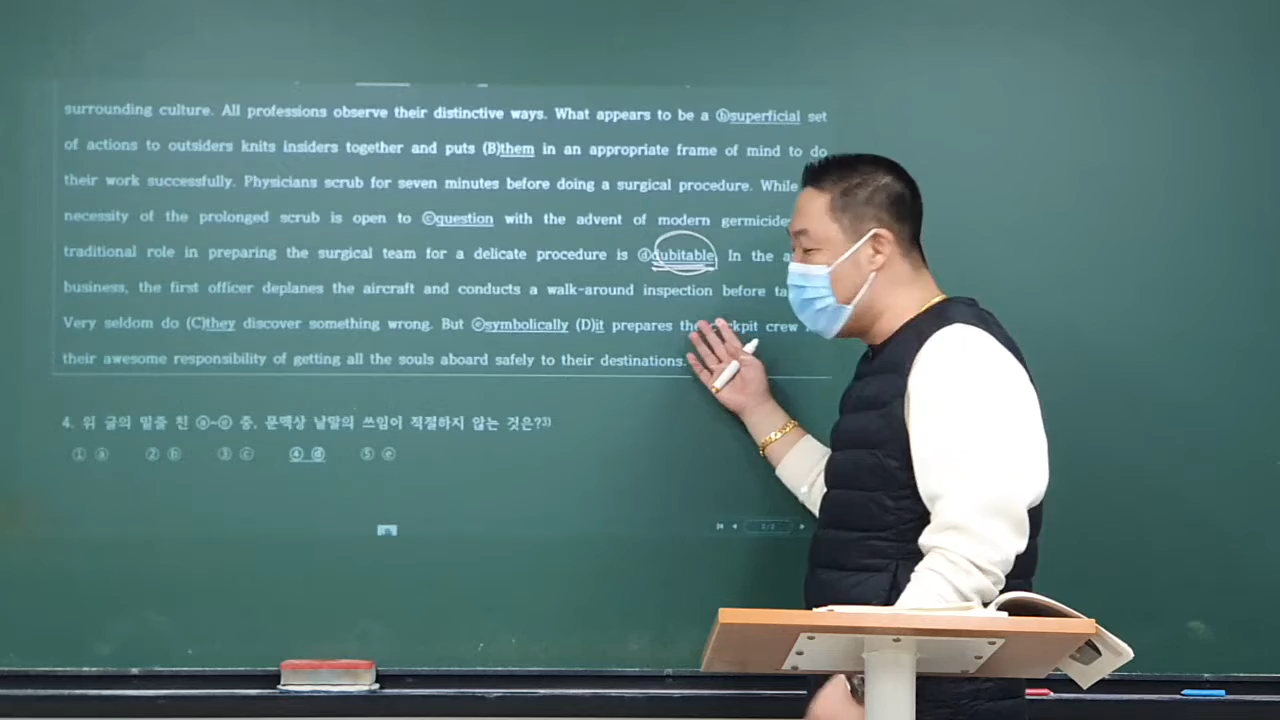 surrounding culture. All professions observe their distinctive ways. What appears to be a ⓑsuperficial set
of actions to outsiders knits insiders together and puts (B)them in an appropriate frame of mind to do
their work successfully. Physicians scrub for seven minutes before doing a surgical procedure. While
necessity of the prolonged scrub is open to ⓒquestion with the advent of modern
traditional role in preparing the surgical team for a delicate procedure is ⓓdubitable. In the
business, the first officer deplanes the aircraft and conducts a walk-around inspection before
Very seldom do (C)they discover something wrong. But ⓔsymbolically (D)it prepares the cockpit crew
their awesome responsibility of getting all the souls aboard safely to their destinations.
4. 위 글의 밑줄 친 ⓐ~ⓔ 중, 문맥상 낱말의 쓰임이 적절하지 않는 것은?3)
① ⓐ ② ⓑ ③ ⓒ ④ ⓓ ⑤ ⓔ